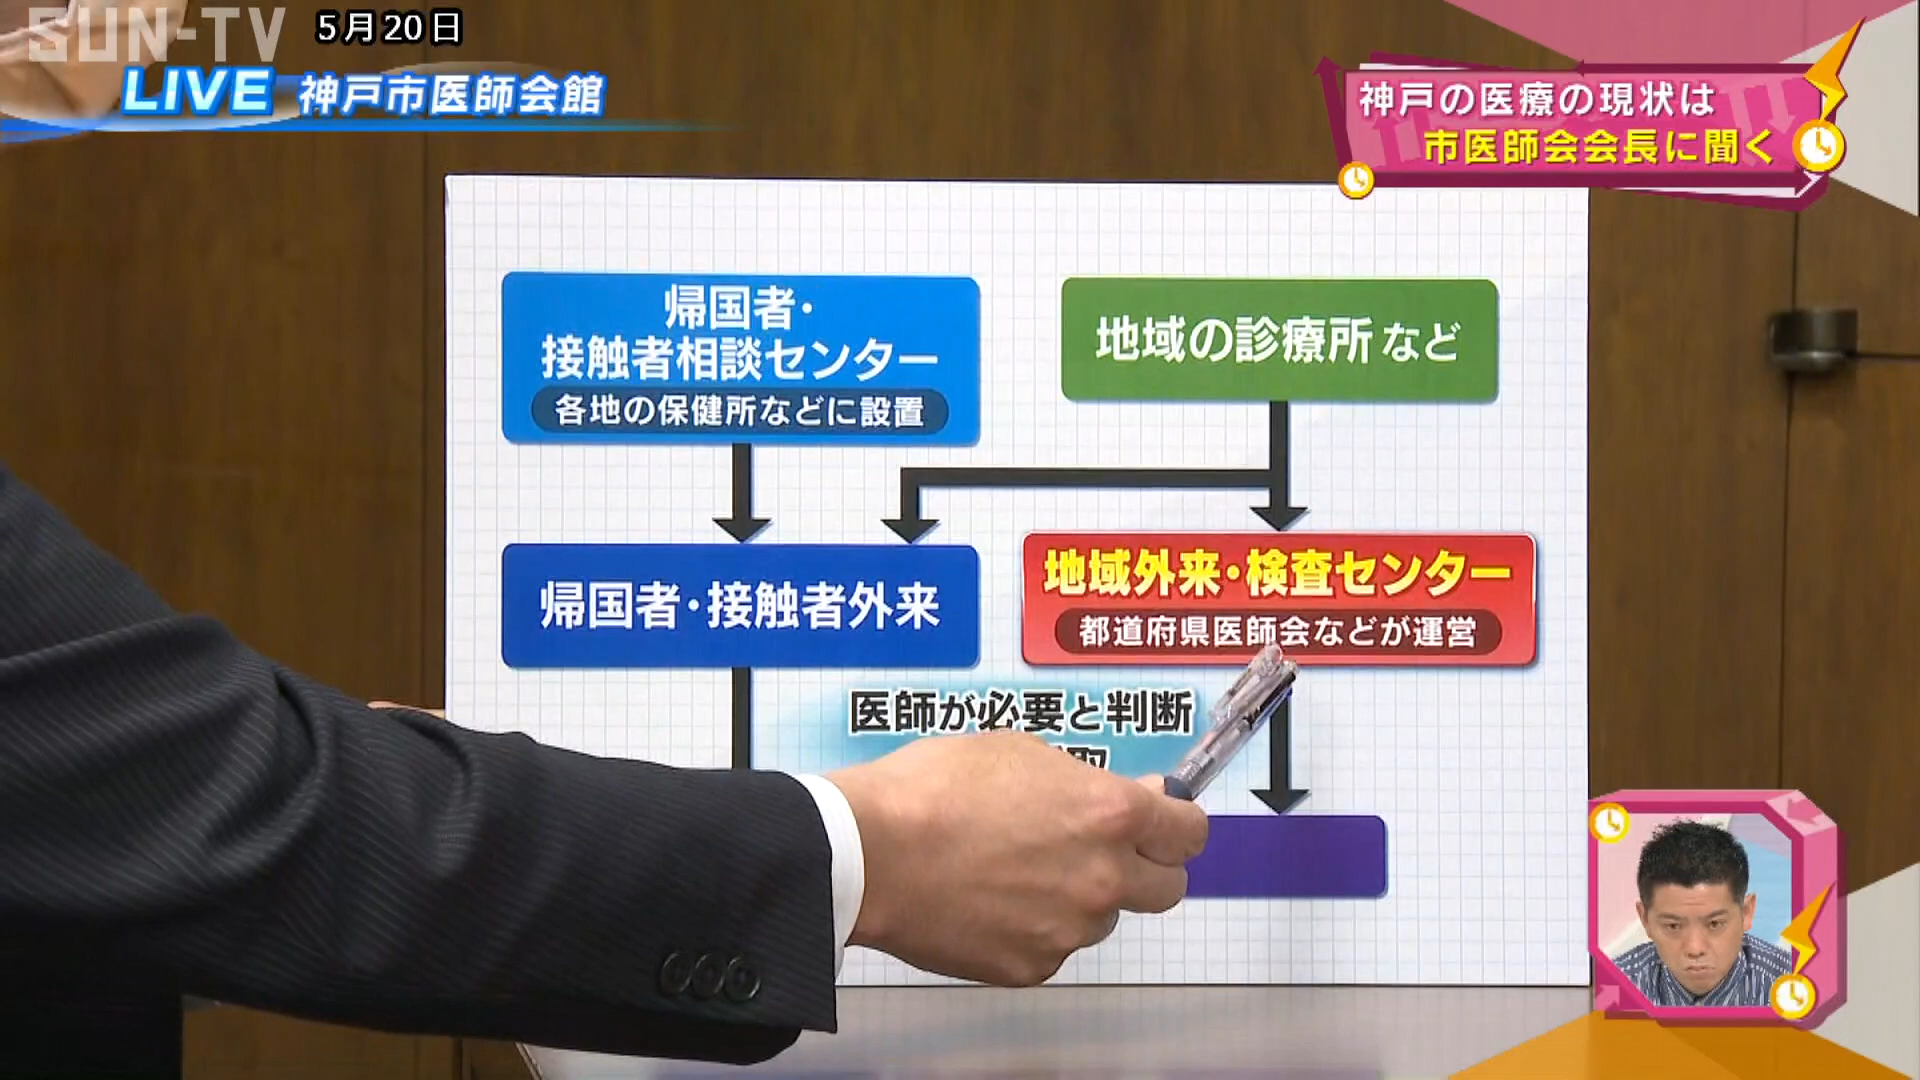 SUN-TV
5月20日
LIVE 神戸市医師会館
神戸の医療の現状は
市医師会会長に聞く
帰国者・
接触者相談センター
各地の保健所などに設置
地域の診療所 など
帰国者・接触者外来
地域外来・検査センター
都道府県医師会などが運営
医師が必要と判断
取